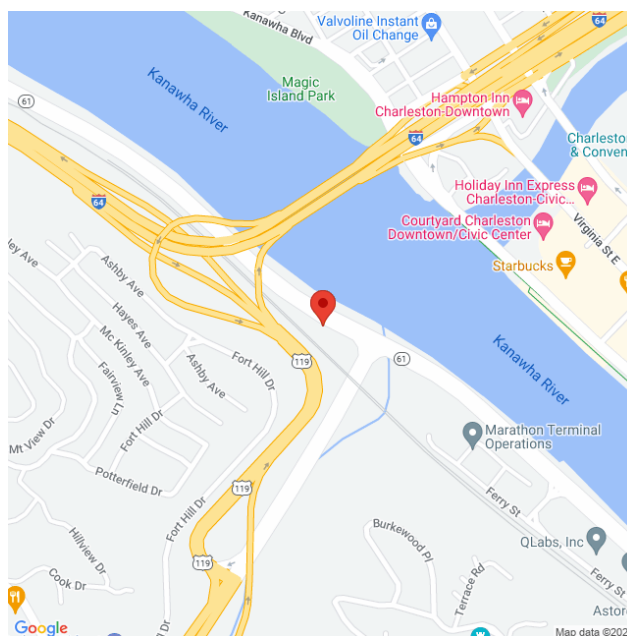 Kanawha Blvd
Valvoline Instant
Oil Change
64
Kanawha River
61
Magic
Island Park
Hampton Inn
Charleston-Downtown
64
Kanawha River
Charleston
& Conven
Holiday Inn Express
Charleston-Civic...
64
Courtyard Charleston
Downtown/Civic Center
Virginia St E
Starbucks
ley Ave
Ashby Ave
Hayes Ave
Mc Kinley Ave
Ashby Ave
Fairview Ln
Fort Hill Dr
119
61
Kanawha River
Fort Hill Dr
Mt View Dr
Potterfield Dr
Marathon Terminal
Operations
Fort Hill Dr
119
Ferry St
Hillview Dr
Burkewood Pl
QLabs, Inc
119
Cook Dr
Terrace Rd
Ferry St
Astor
Google
Map data ©202